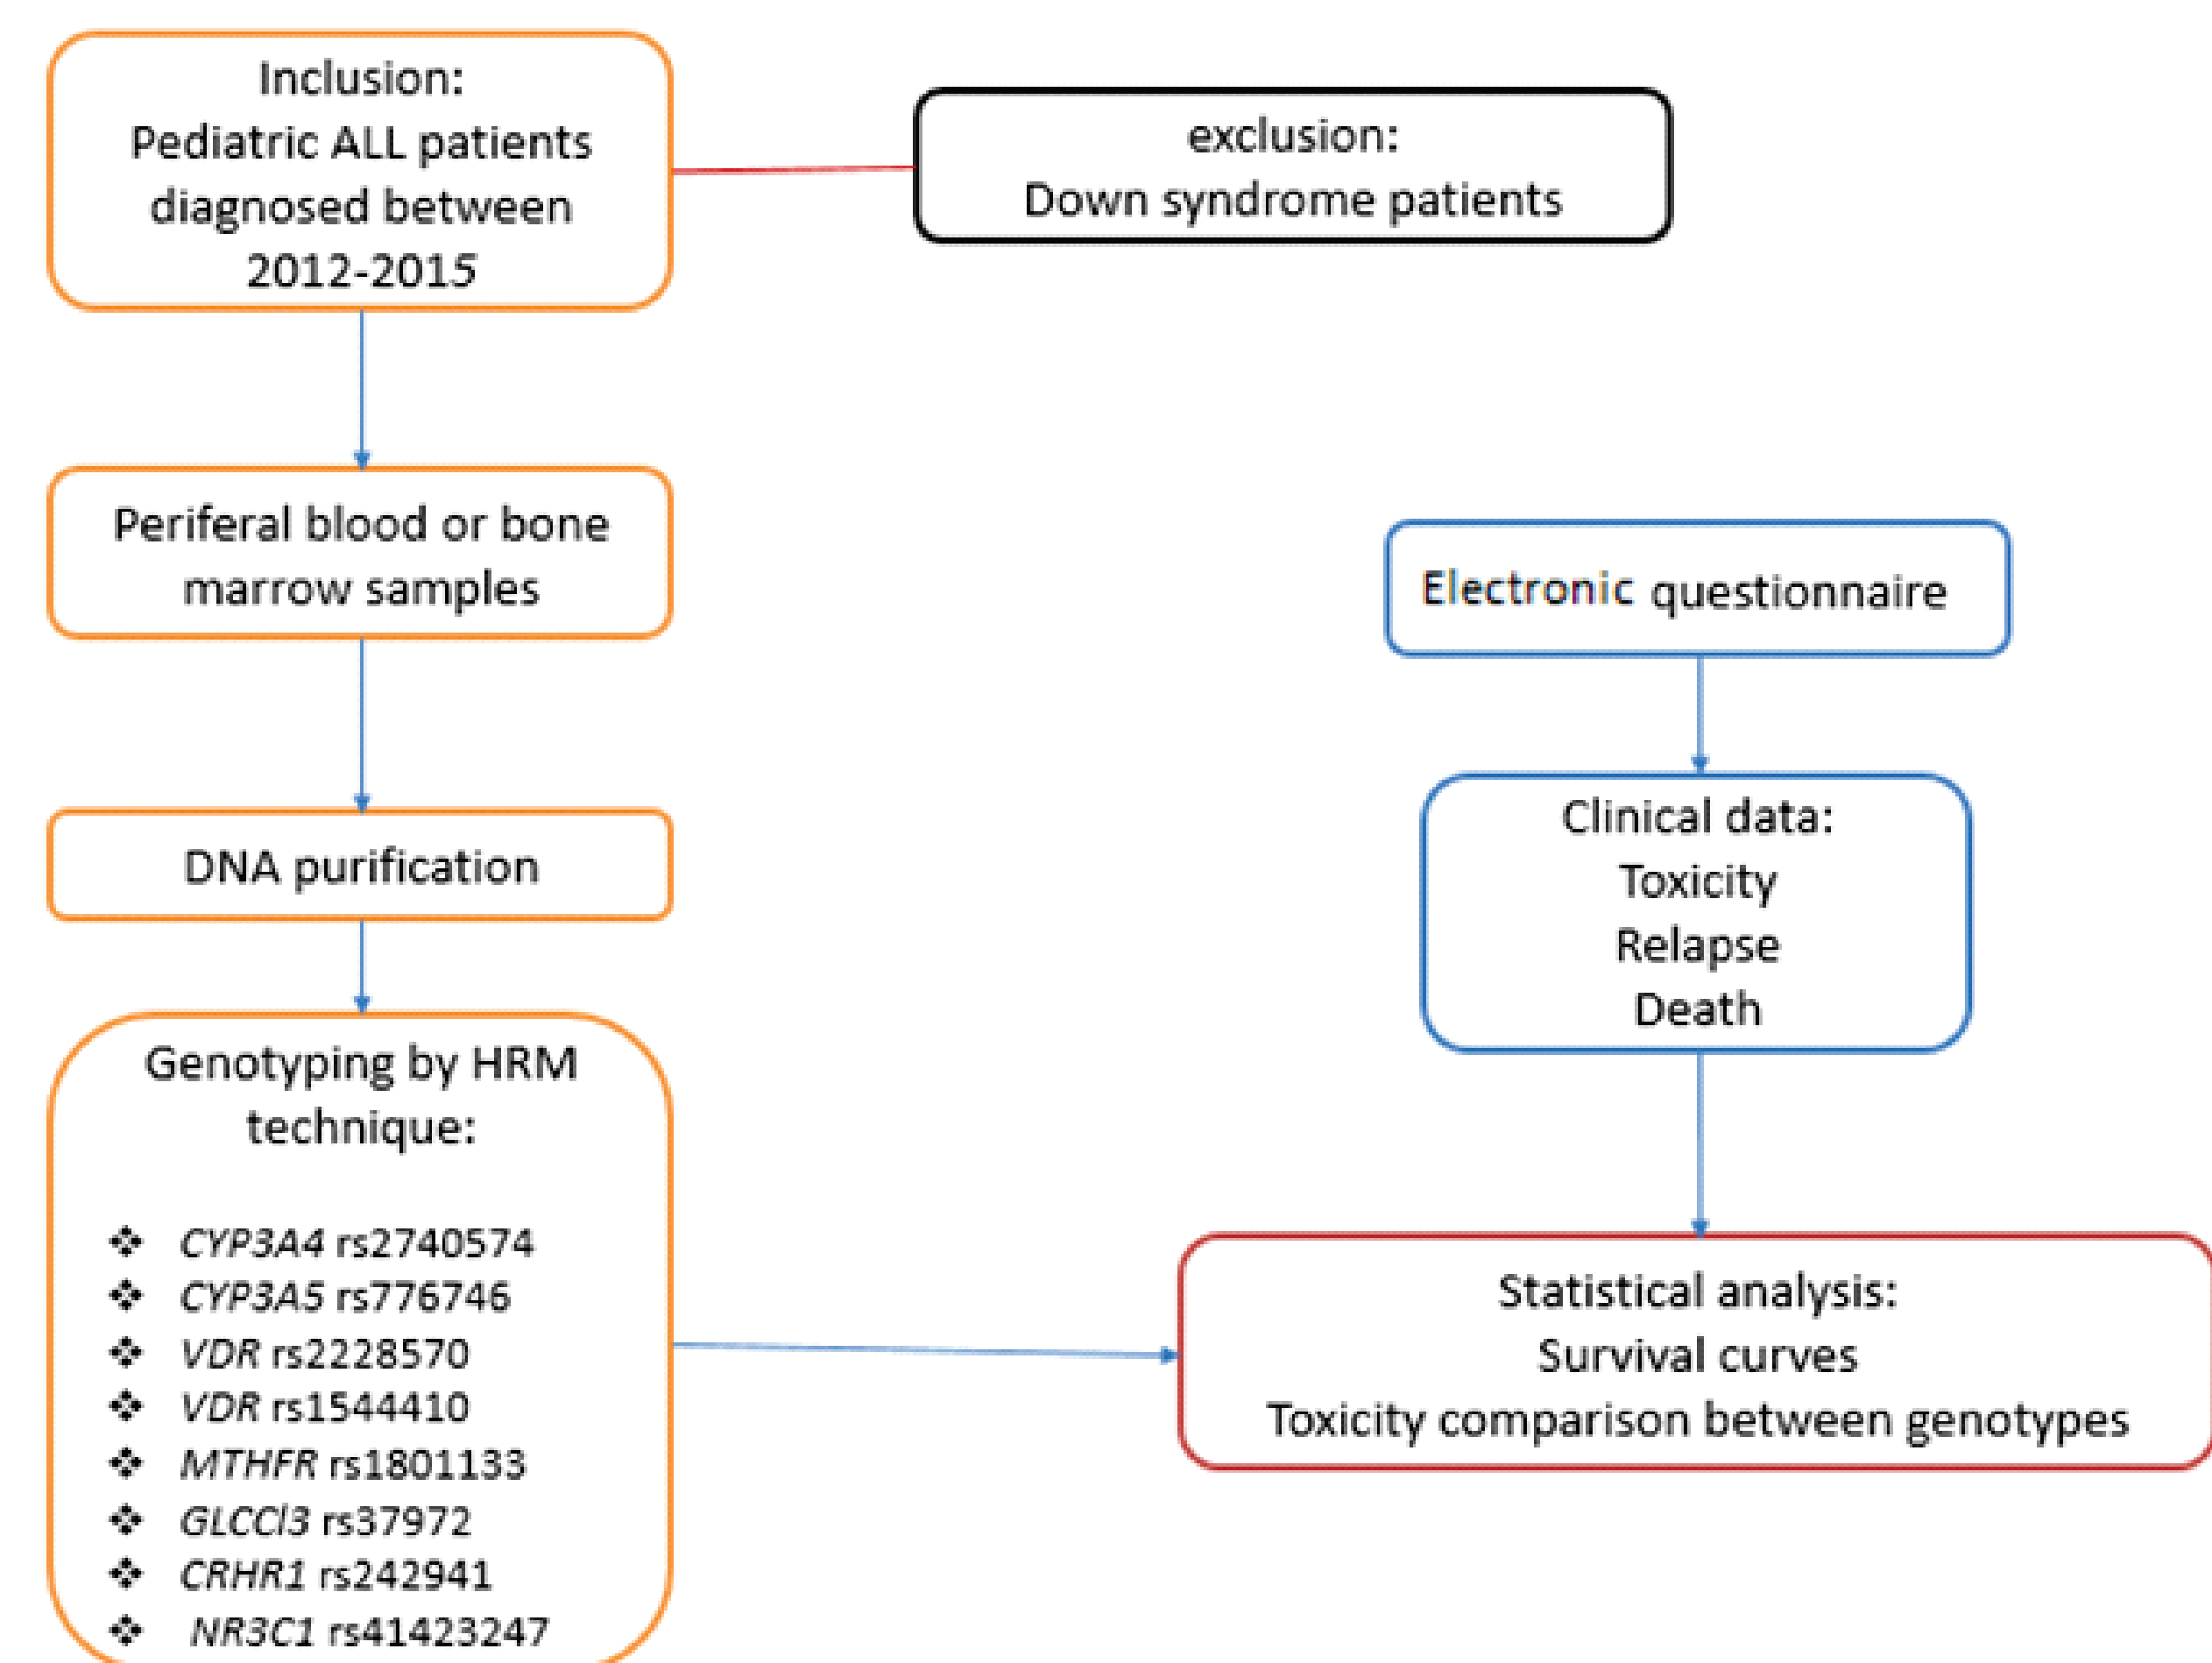 Inclusion:
Pediatric ALL patients
diagnosed between
2012-2015
exclusion:
Down syndrome patients
Periferal blood or bone
marrow samples
DNA purification
Genotyping by HRM
technique:
❖ CYP3A4 rs2740574
❖ CYP3A5 rs776746
❖ VDR rs2228570
❖ VDR rs1544410
❖ MTHFR rs1801133
❖ GLCCl3 rs37972
❖ CRHR1 rs242941
❖ NR3C1 rs41423247
Electronic questionnaire
Clinical data:
Toxicity
Relapse
Death
Statistical analysis:
Survival curves
Toxicity comparison between genotypes